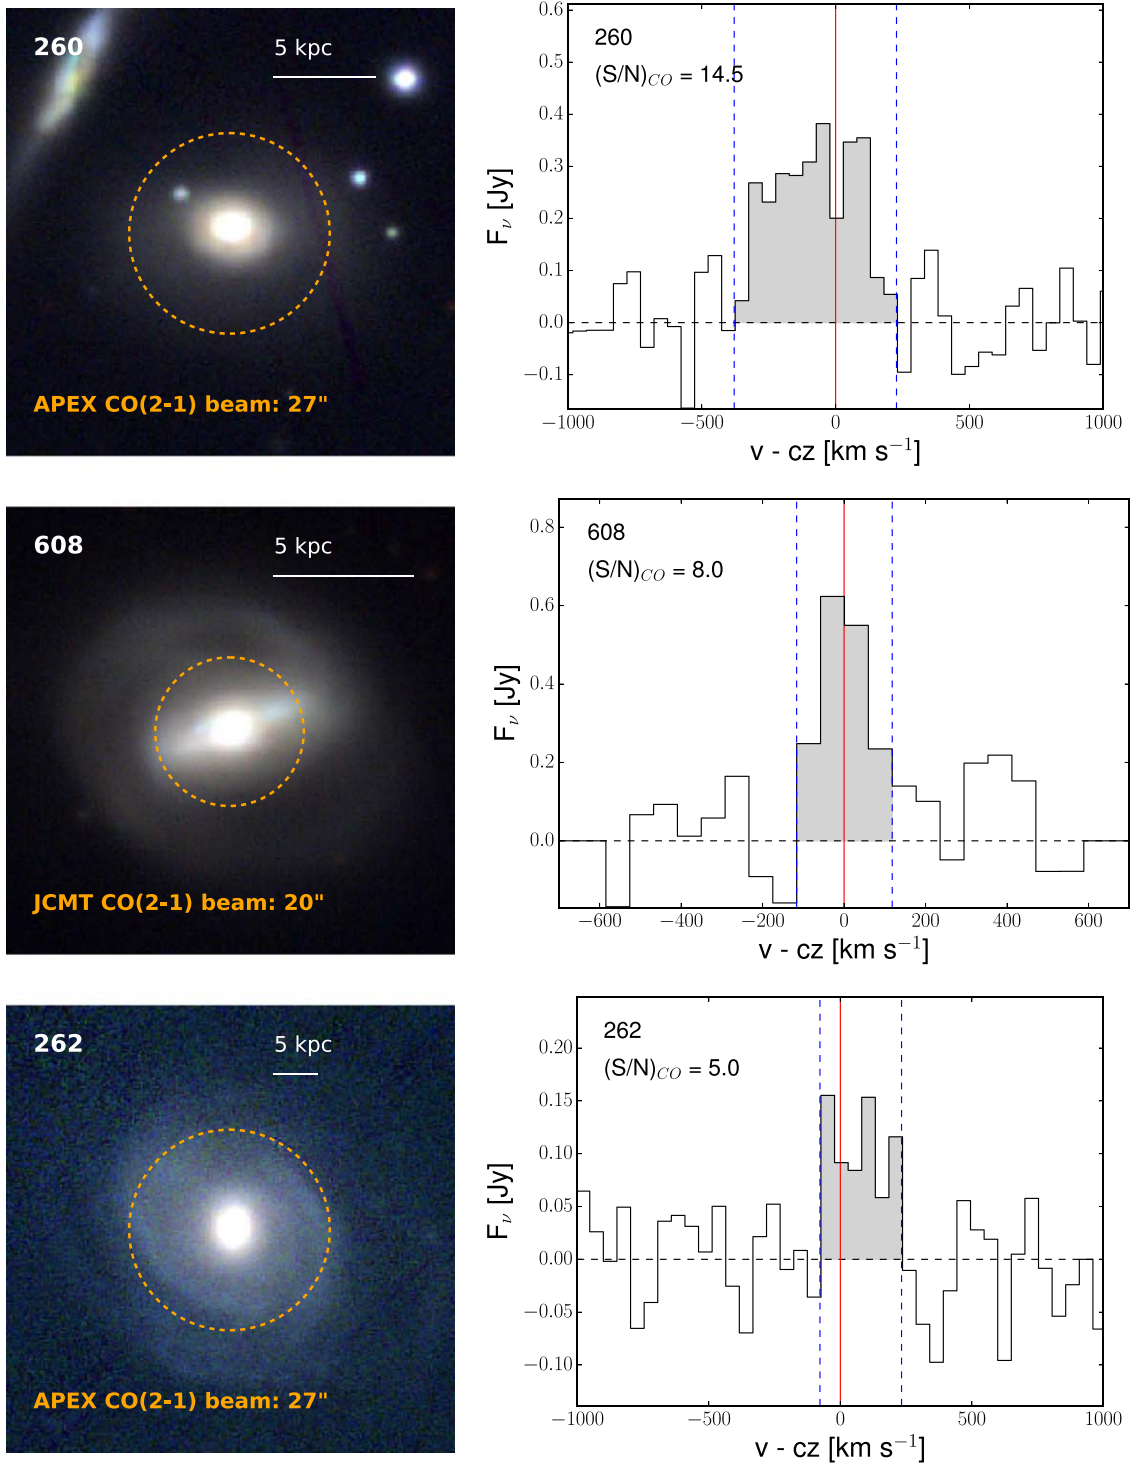 260
5 kpc
APEX CO(2-1) beam: 27"
260
(S/N)CO = 14.5
0.6
0.5
0.4
0.3
0.2
0.1
0.0
−0.1
Fν [Jy]
−1000 −500 0 500 1000
v - cz [km s⁻¹]
608
5 kpc
JCMT CO(2-1) beam: 20"
608
(S/N)CO = 8.0
0.8
0.6
0.4
0.2
0.0
Fν [Jy]
−600 −400 −200 0 200 400 600
v - cz [km s⁻¹]
262
5 kpc
APEX CO(2-1) beam: 27"
262
(S/N)CO = 5.0
0.20
0.15
0.10
0.05
0.00
−0.05
−0.10
Fν [Jy]
−1000 −500 0 500 1000
v - cz [km s⁻¹]